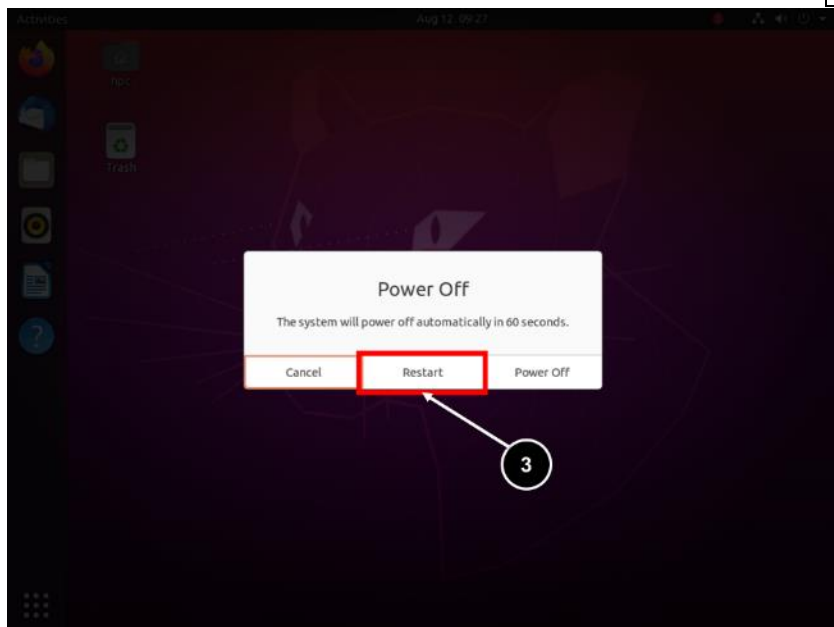 Activities
Aug 12 09:27
hpc
Trash
Power Off
The system will power off automatically in 60 seconds.
Cancel
Restart
Power Off
3
?